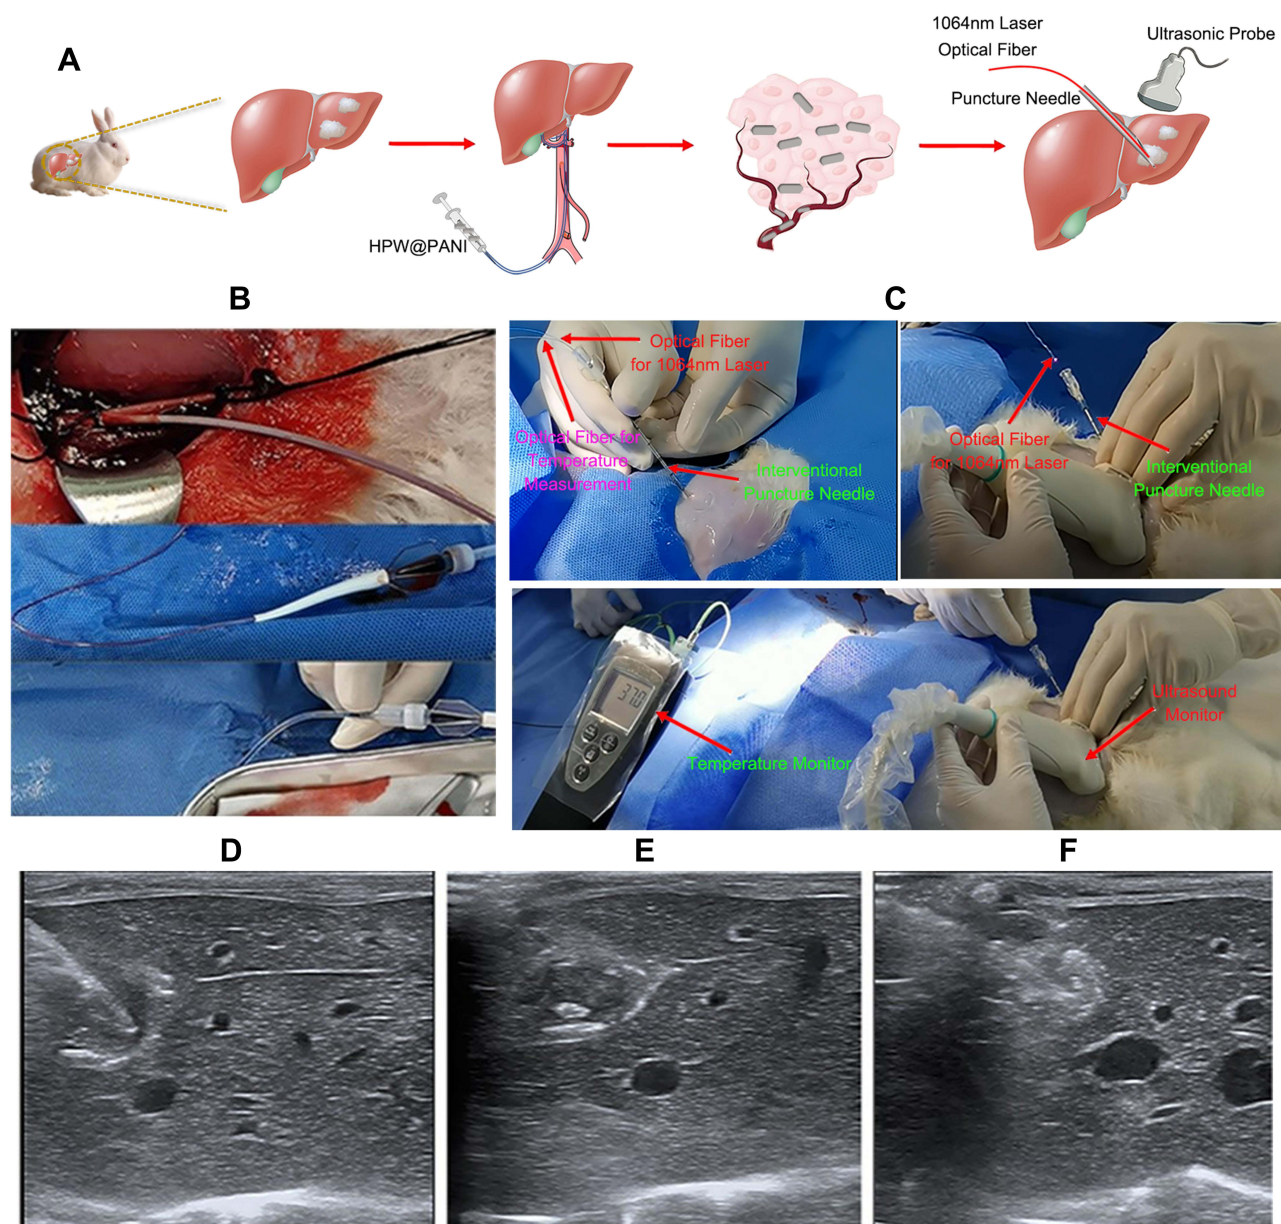 A
1064nm Laser
Optical Fiber
Puncture Needle
Ultrasonic Probe
HPW@PANI
B
C
Optical Fiber
for 1064nm Laser
Optical Fiber for
Temperature
Measurement
Interventional
Puncture Needle
Optical Fiber
for 1064nm Laser
Interventional
Puncture Needle
37.0
Temperature Monitor
Ultrasound
Monitor
D
E
F